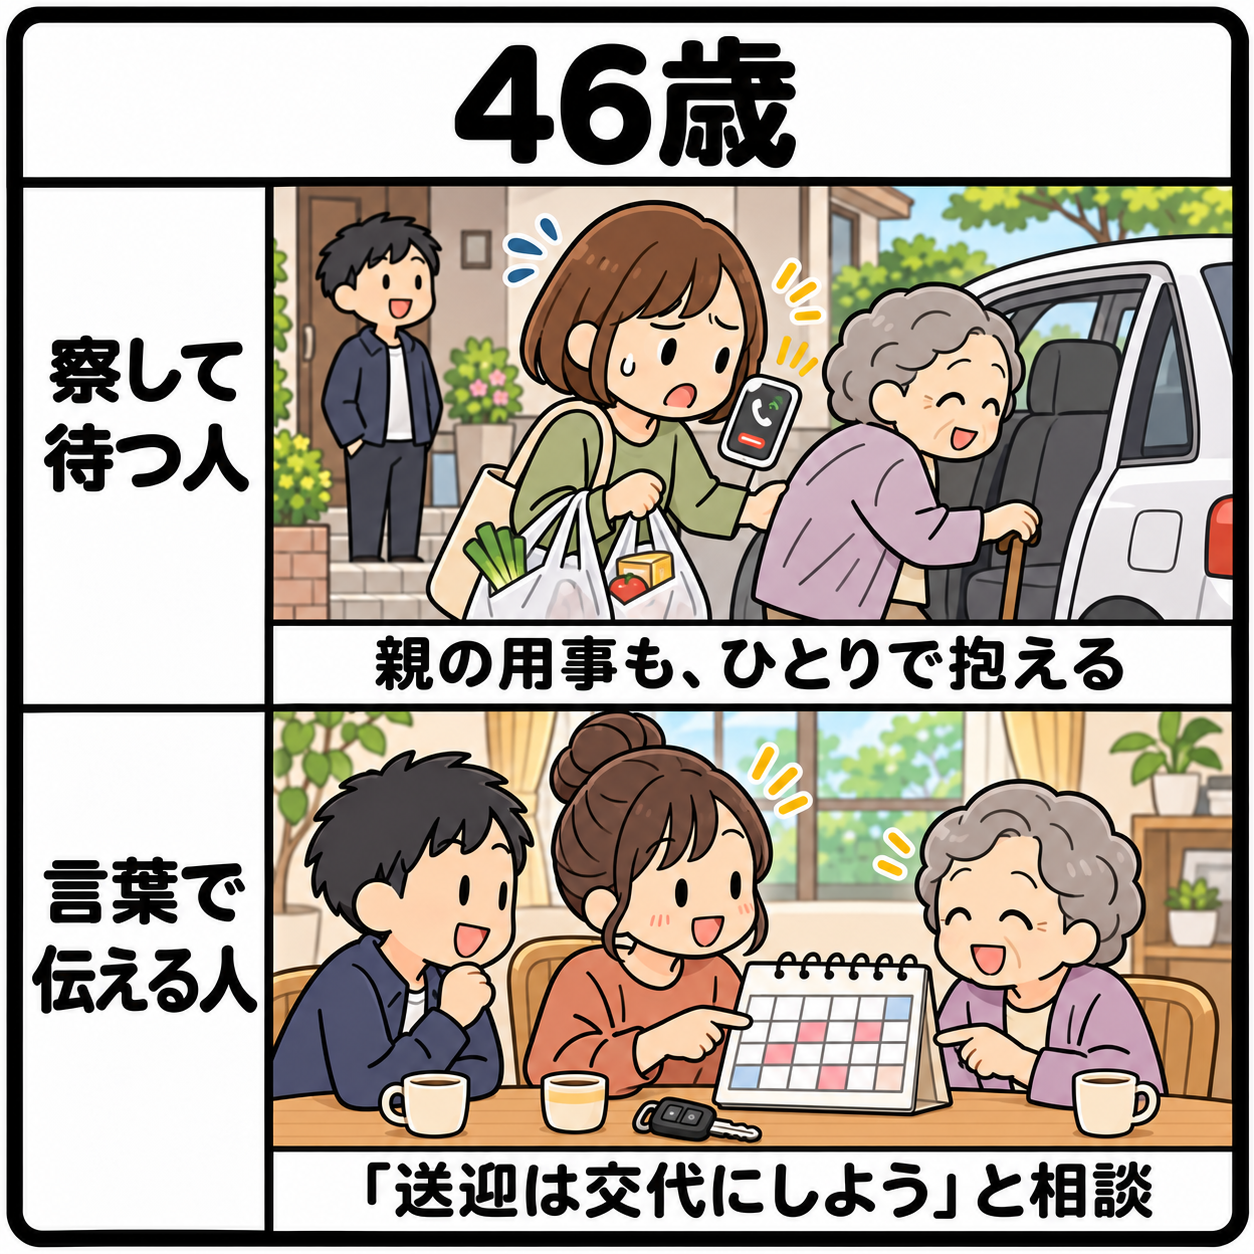 46歳
察して
待つ人
親の用事も、ひとりで抱える
言葉で
伝える人
「送迎は交代にしよう」と相談